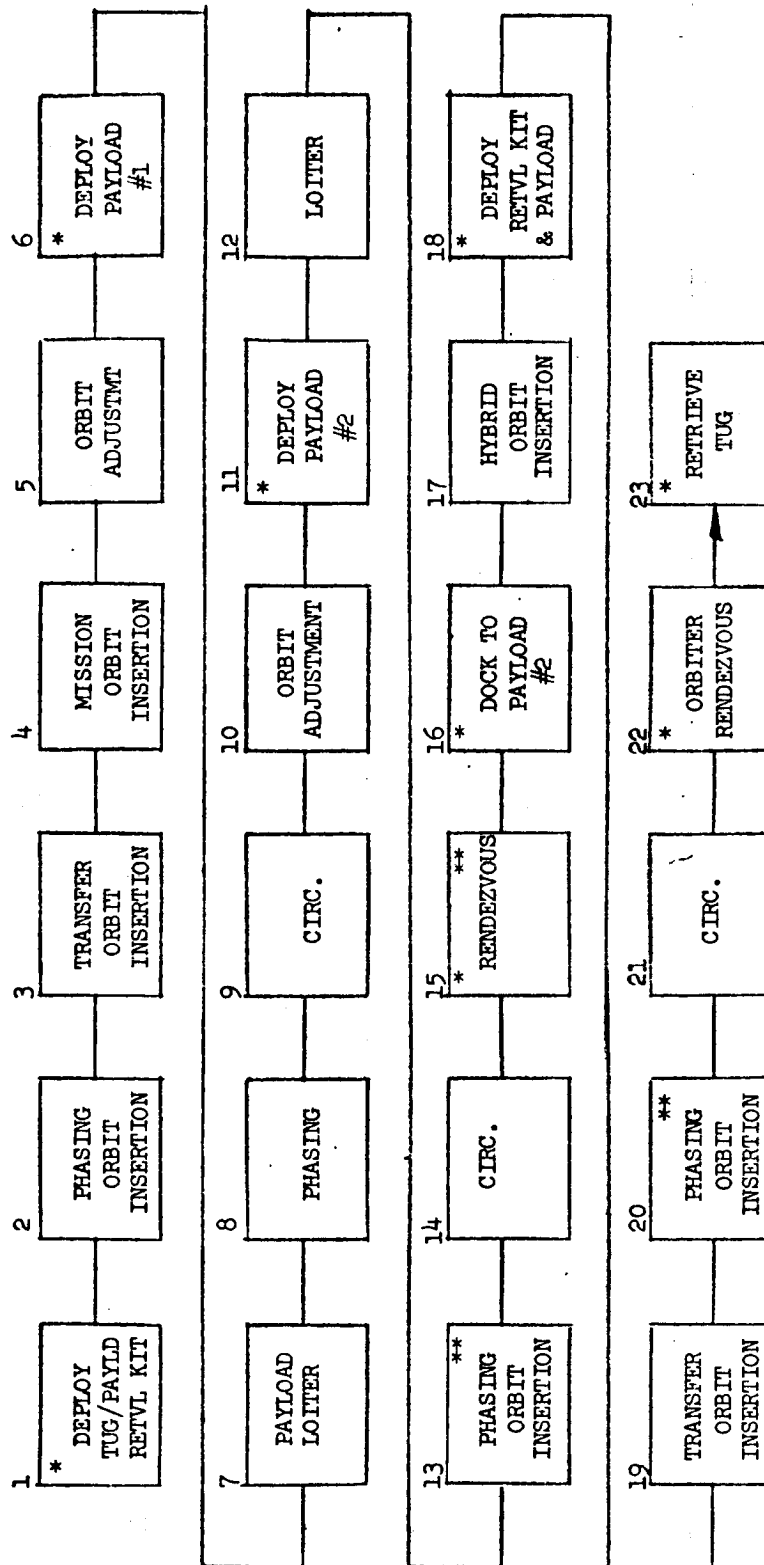 1
*
DEPLOY
TUG/PAYLD
RETVL KIT
2
PHASING
ORBIT
INSERTION
3
TRANSFER
ORBIT
INSERTION
4
MISSION
ORBIT
INSERTION
5
ORBIT
ADJUSTMT
6
*
DEPLOY
PAYLOAD
#1
7
PAYLOAD
LOITER
8
PHASING
9
CIRC.
10
ORBIT
ADJUSTMENT
11
*
DEPLOY
PAYLOAD
#2
12
LOITER
13
**
PHASING
ORBIT
INSERTION
14
CIRC.
15
* **
RENDEZVOUS
16
*
DOCK TO
PAYLOAD
#2
17
HYBRID
ORBIT
INSERTION
18
*
DEPLOY
RETVL KIT
& PAYLOAD
19
TRANSFER
ORBIT
INSERTION
20
**
PHASING
ORBIT
INSERTION
21
CIRC.
22
*
ORBITER
RENDEZVOUS
23
*
RETRIEVE
TUG